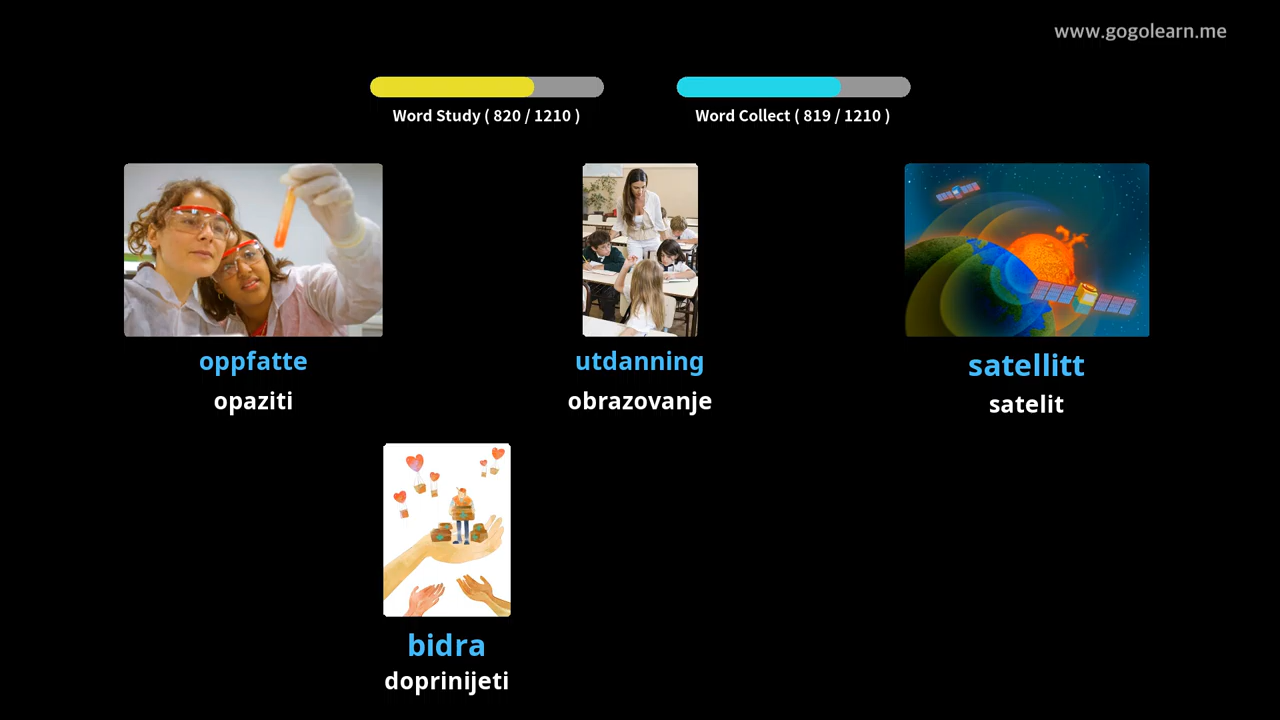 www.gogolearn.me
Word Study ( 820 / 1210 )
Word Collect ( 819 / 1210 )
oppfatte
opaziti
utdanning
obrazovanje
satellitt
satelit
bidra
doprinijeti